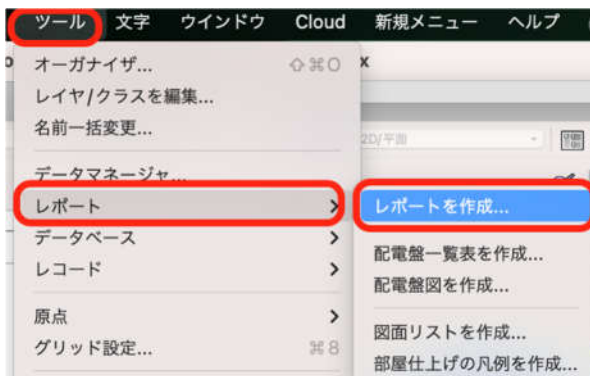 ツール 文字 ウインドウ Cloud 新規メニュー ヘルプ
オーガナイザ... ⇧⌘O x
レイヤ/クラスを編集...
名前一括変更...
2D/平面
データマネージャ...
レポート >
レポートを作成...
データベース >
配電盤一覧表を作成...
レコード >
配電盤図を作成...
原点 >
図面リストを作成...
グリッド設定... ⌘8
部屋仕上げの凡例を作成...